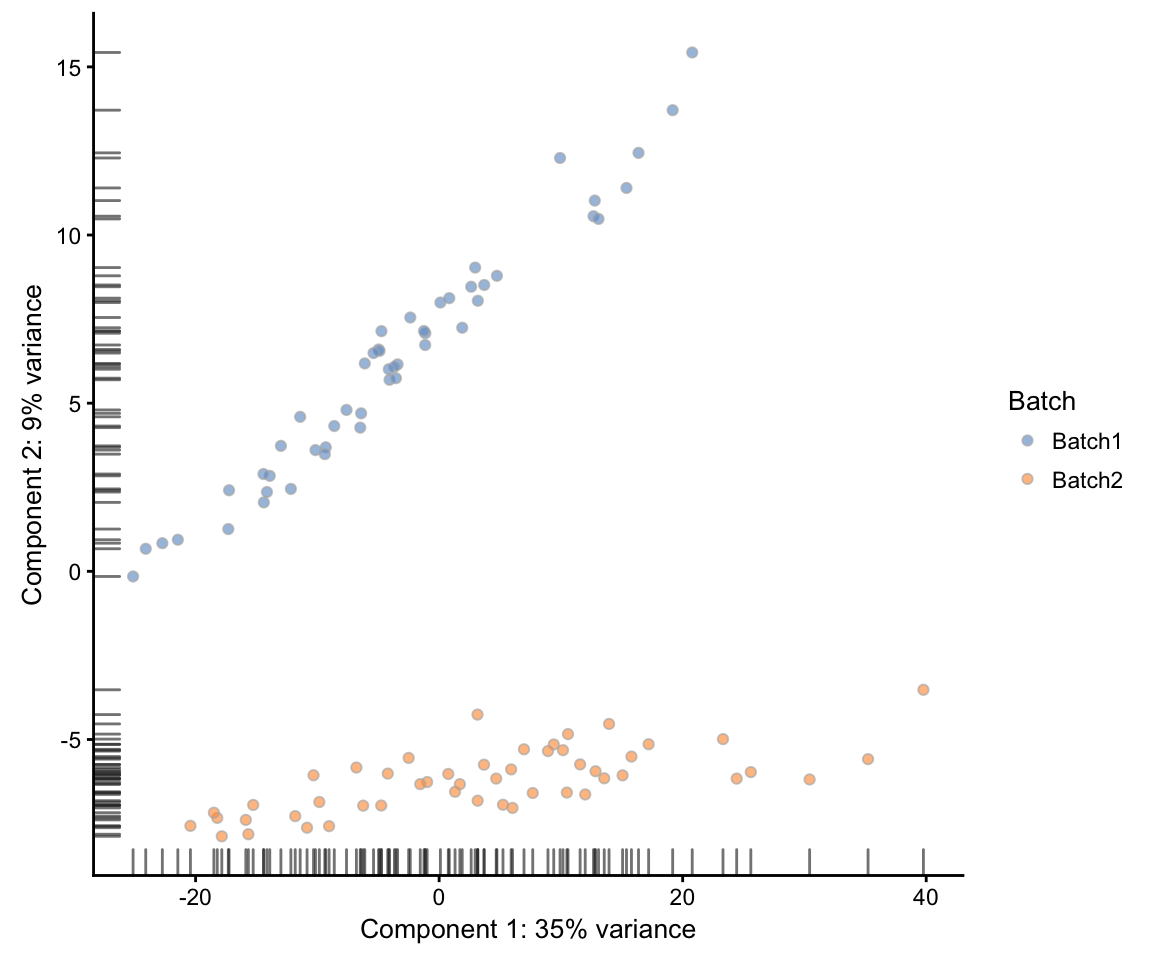 15
10
5
0
-5
-20
0
20
40
Component 1: 35% variance
Component 2: 9% variance
Batch
Batch1
Batch2